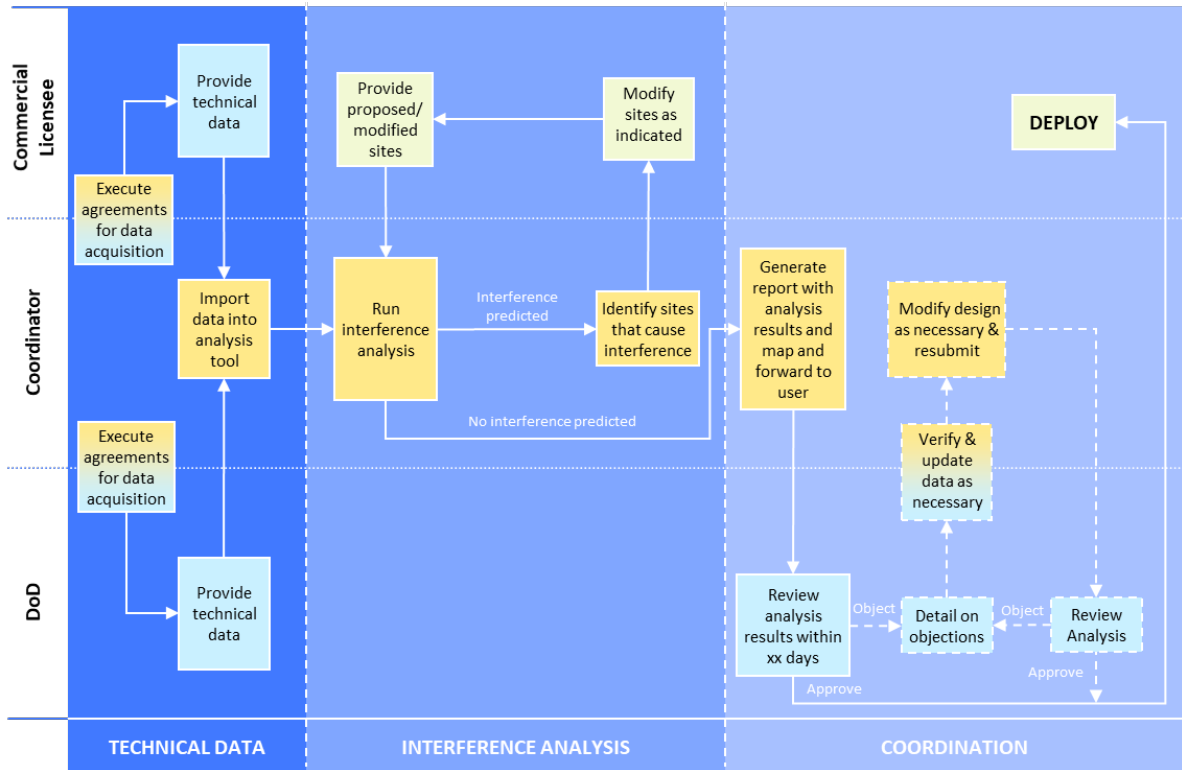 Commercial
Licensee
Provide
technical
data
Execute
agreements
for data
acquisition
Provide
proposed/
modified
sites
Modify
sites as
indicated
DEPLOY
Coordinator
Import
data into
analysis
tool
Execute
agreements
for data
acquisition
Run
interference
analysis
Interference
predicted
Identify sites
that cause
interference
No interference predicted
Generate
report with
analysis
results and
map and
forward to
user
Modify design
as necessary &
resubmit
Verify &
update
data as
necessary
DoD
Provide
technical
data
Review
analysis
results within
xx days
Object
Detail on
objections
Object
Review
Analysis
Approve
Approve
TECHNICAL DATA
INTERFERENCE ANALYSIS
COORDINATION